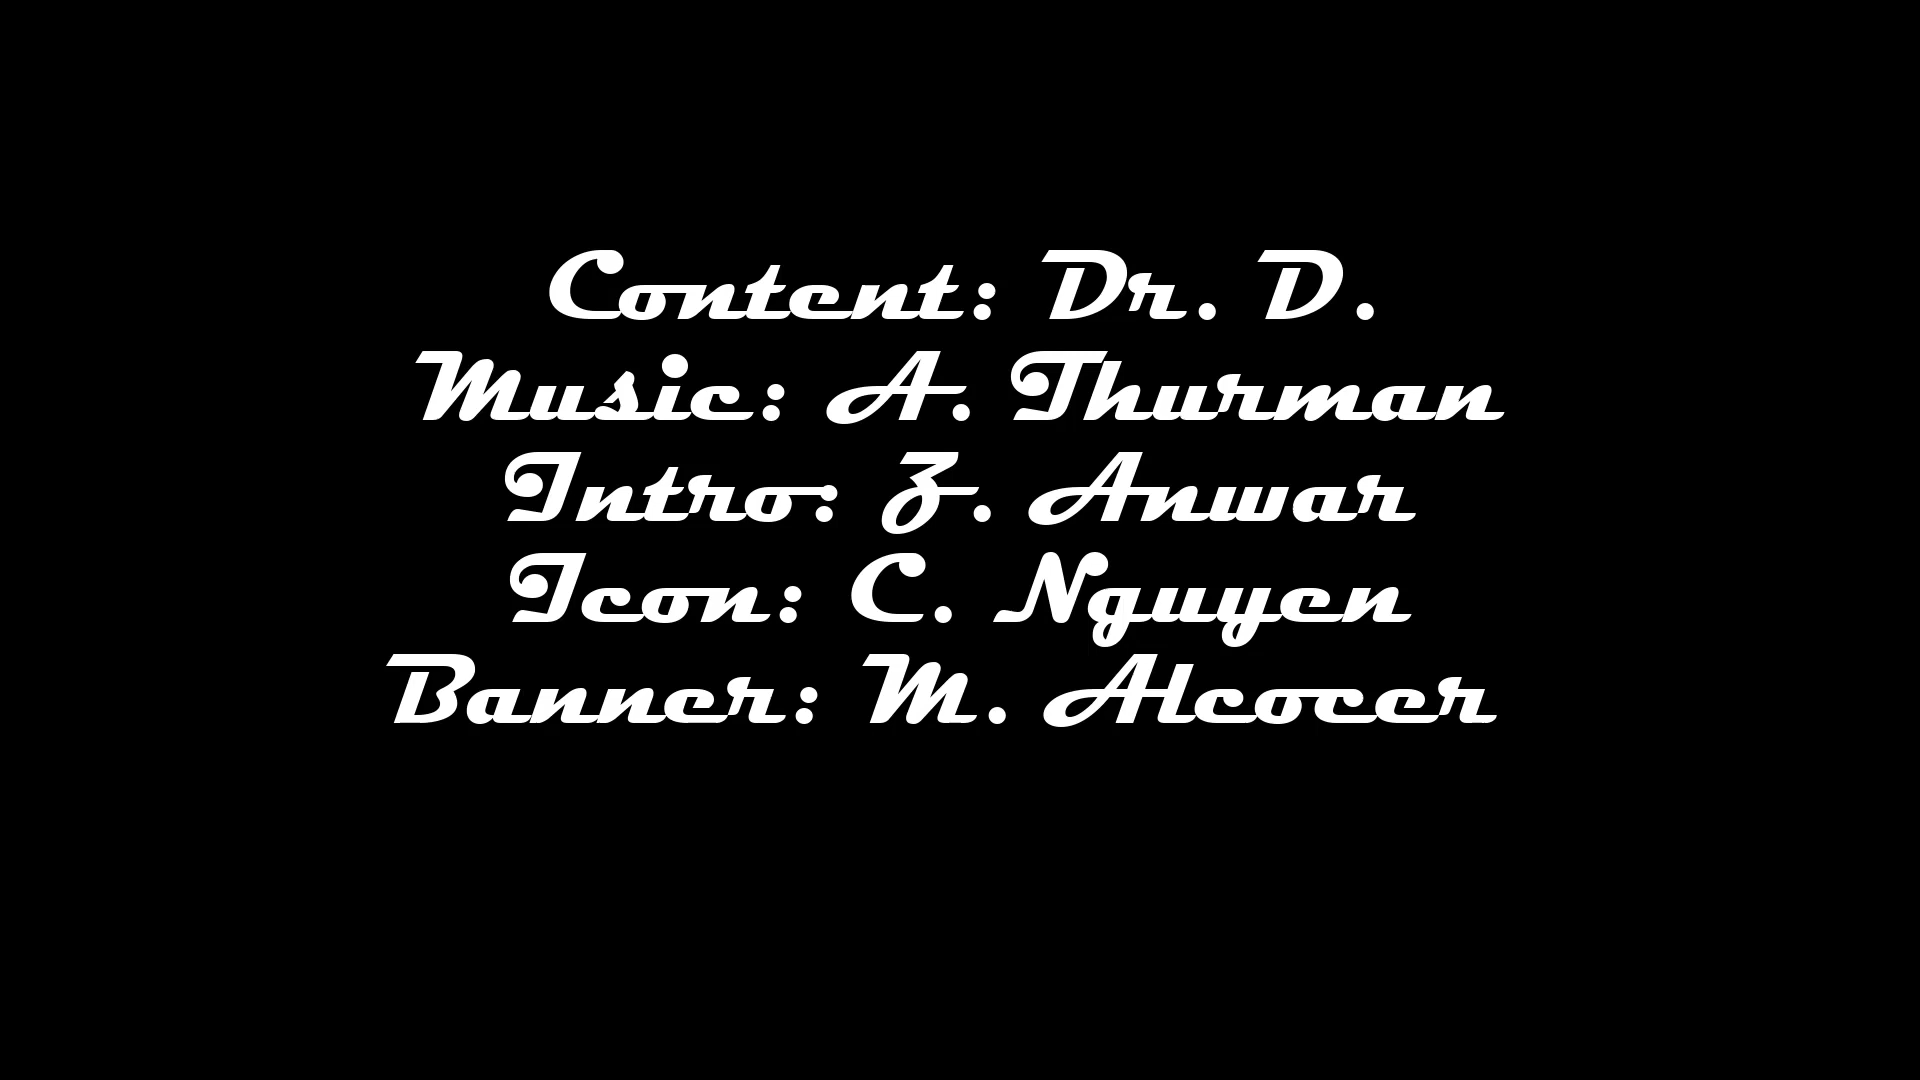 Content: Dr. D.
Music: A. Thurman
Intro: Z. Anwar
Icon: C. Nguyen
Banner: M. Alcocer